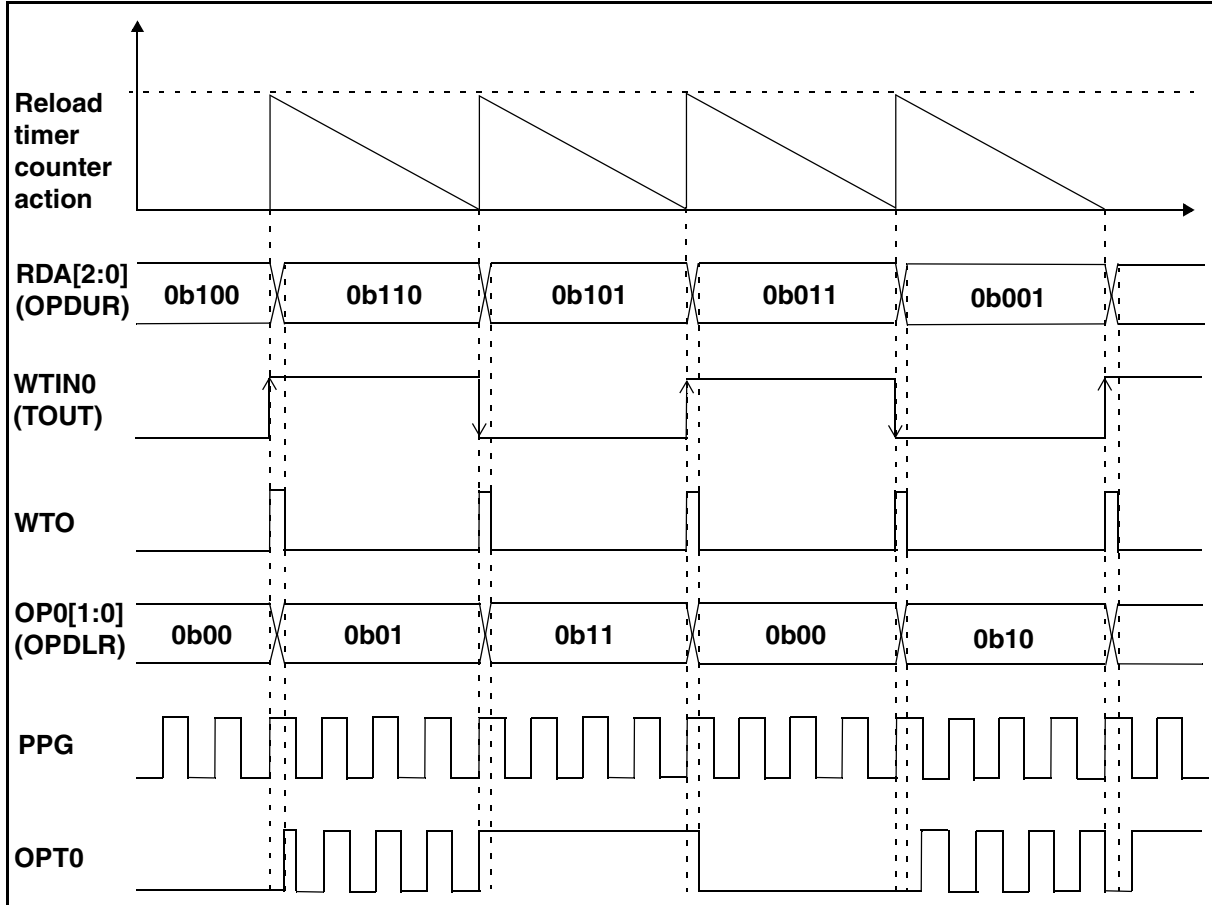 Reload
timer
counter
action
RDA[2:0]
(OPDUR)
0b100 0b110 0b101 0b011 0b001
WTIN0
(TOUT)
WTO
OP0[1:0]
(OPDLR)
0b00 0b01 0b11 0b00 0b10
PPG
OPT0